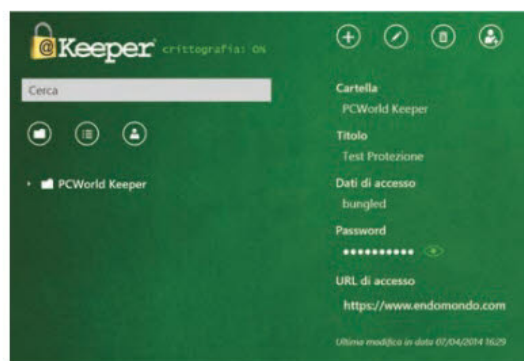 @Keeper® crittografia: ON
Cerca
PCWorld Keeper
Cartella
PCWorld Keeper
Titolo
Test Protezione
Dati di accesso
bungled
Password
••••••••••
URL di accesso
https://www.endomondo.com
Ultima modifica in data 07/04/2014 16:29